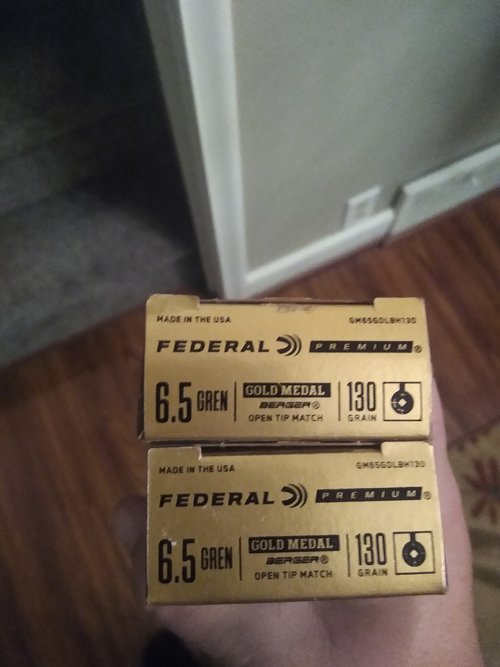 MADE IN THE USA GM65GDLBH130
FEDERAL PREMIUM®
6.5 GREN GOLD MEDAL BERGER® OPEN TIP MATCH 130 GRAIN
MADE IN THE USA GM65GDLBH130
FEDERAL PREMIUM®
6.5 GREN GOLD MEDAL BERGER® OPEN TIP MATCH 130 GRAIN